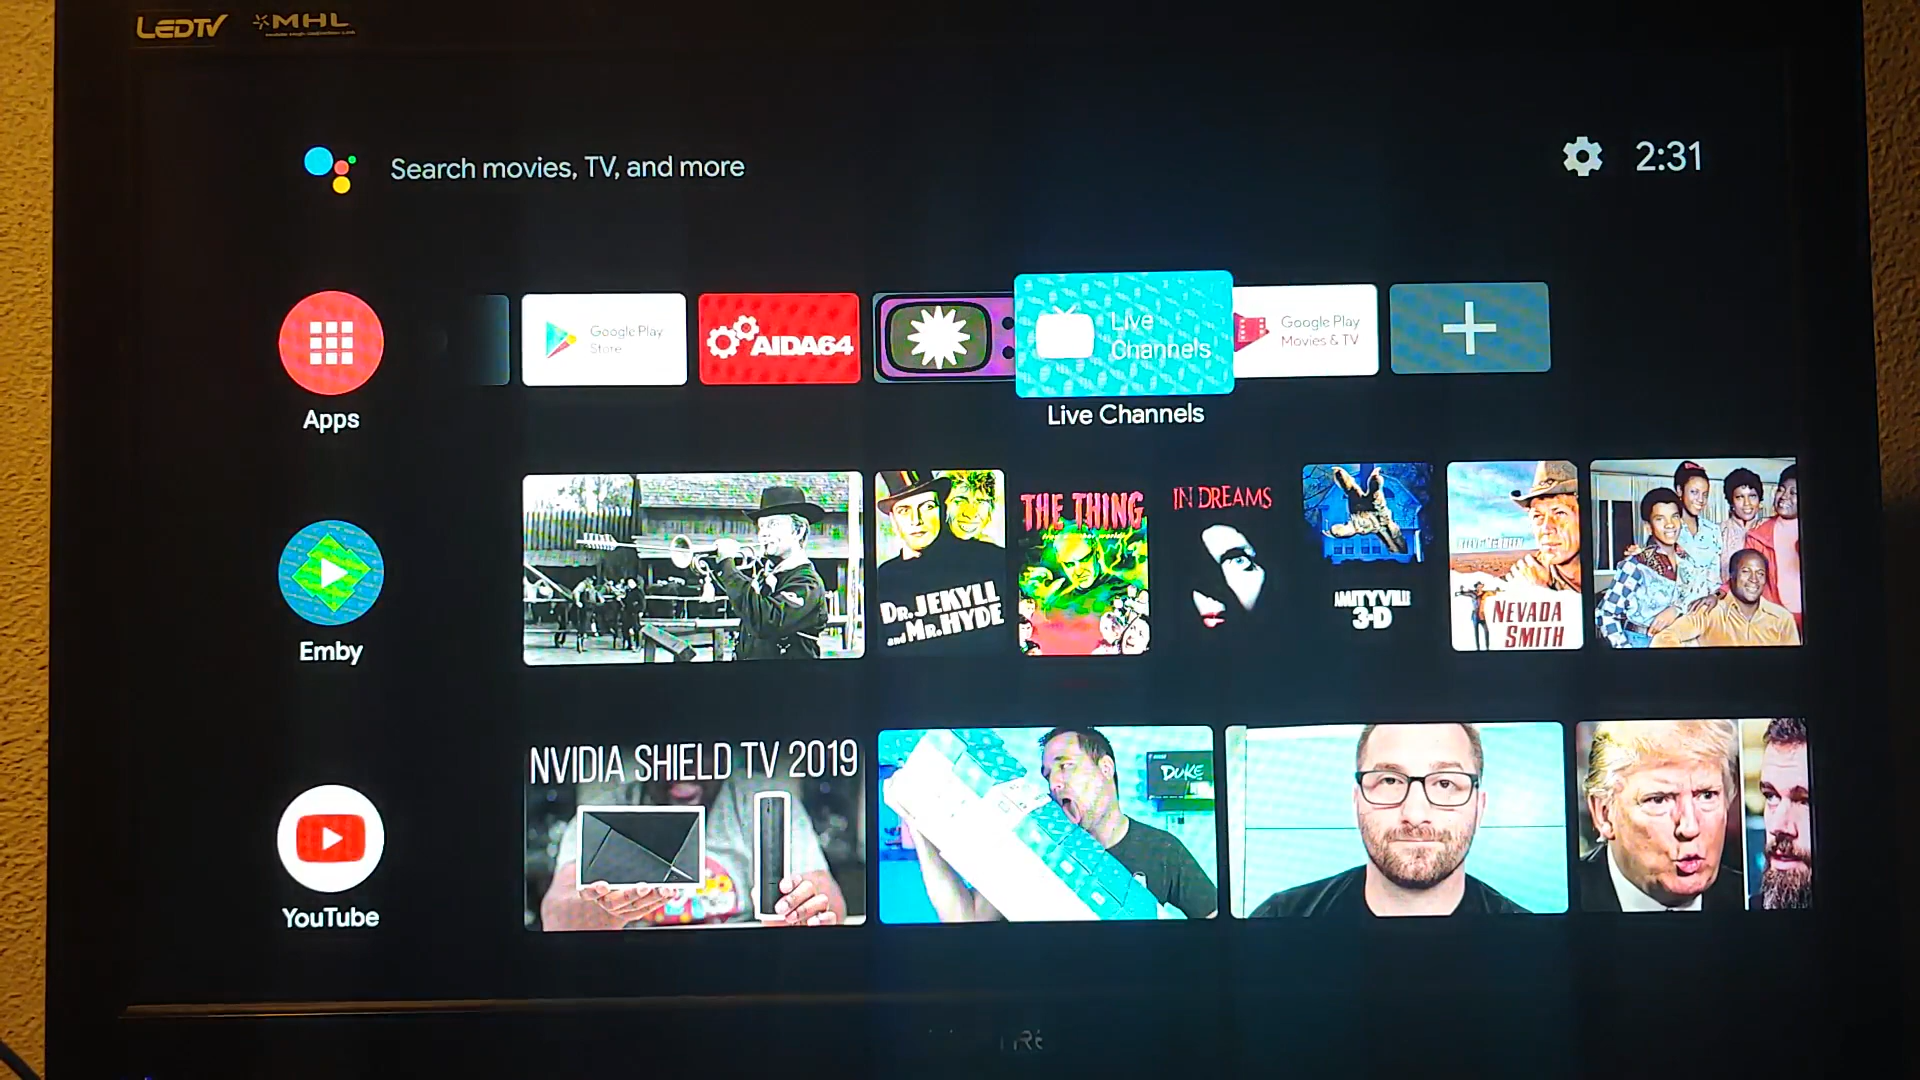 LEDTV MHL
Search movies, TV, and more
2:31
Google Play
Store
AIDA64
Live
Channels
Google Play
Movies & TV
Apps
Live Channels
DR. JEKYLL
and MR. HYDE
THE THING
IN DREAMS
AMITYVILLE
3-D
NEVADA
SMITH
Emby
NVIDIA SHIELD TV 2019
DUKE
YouTube